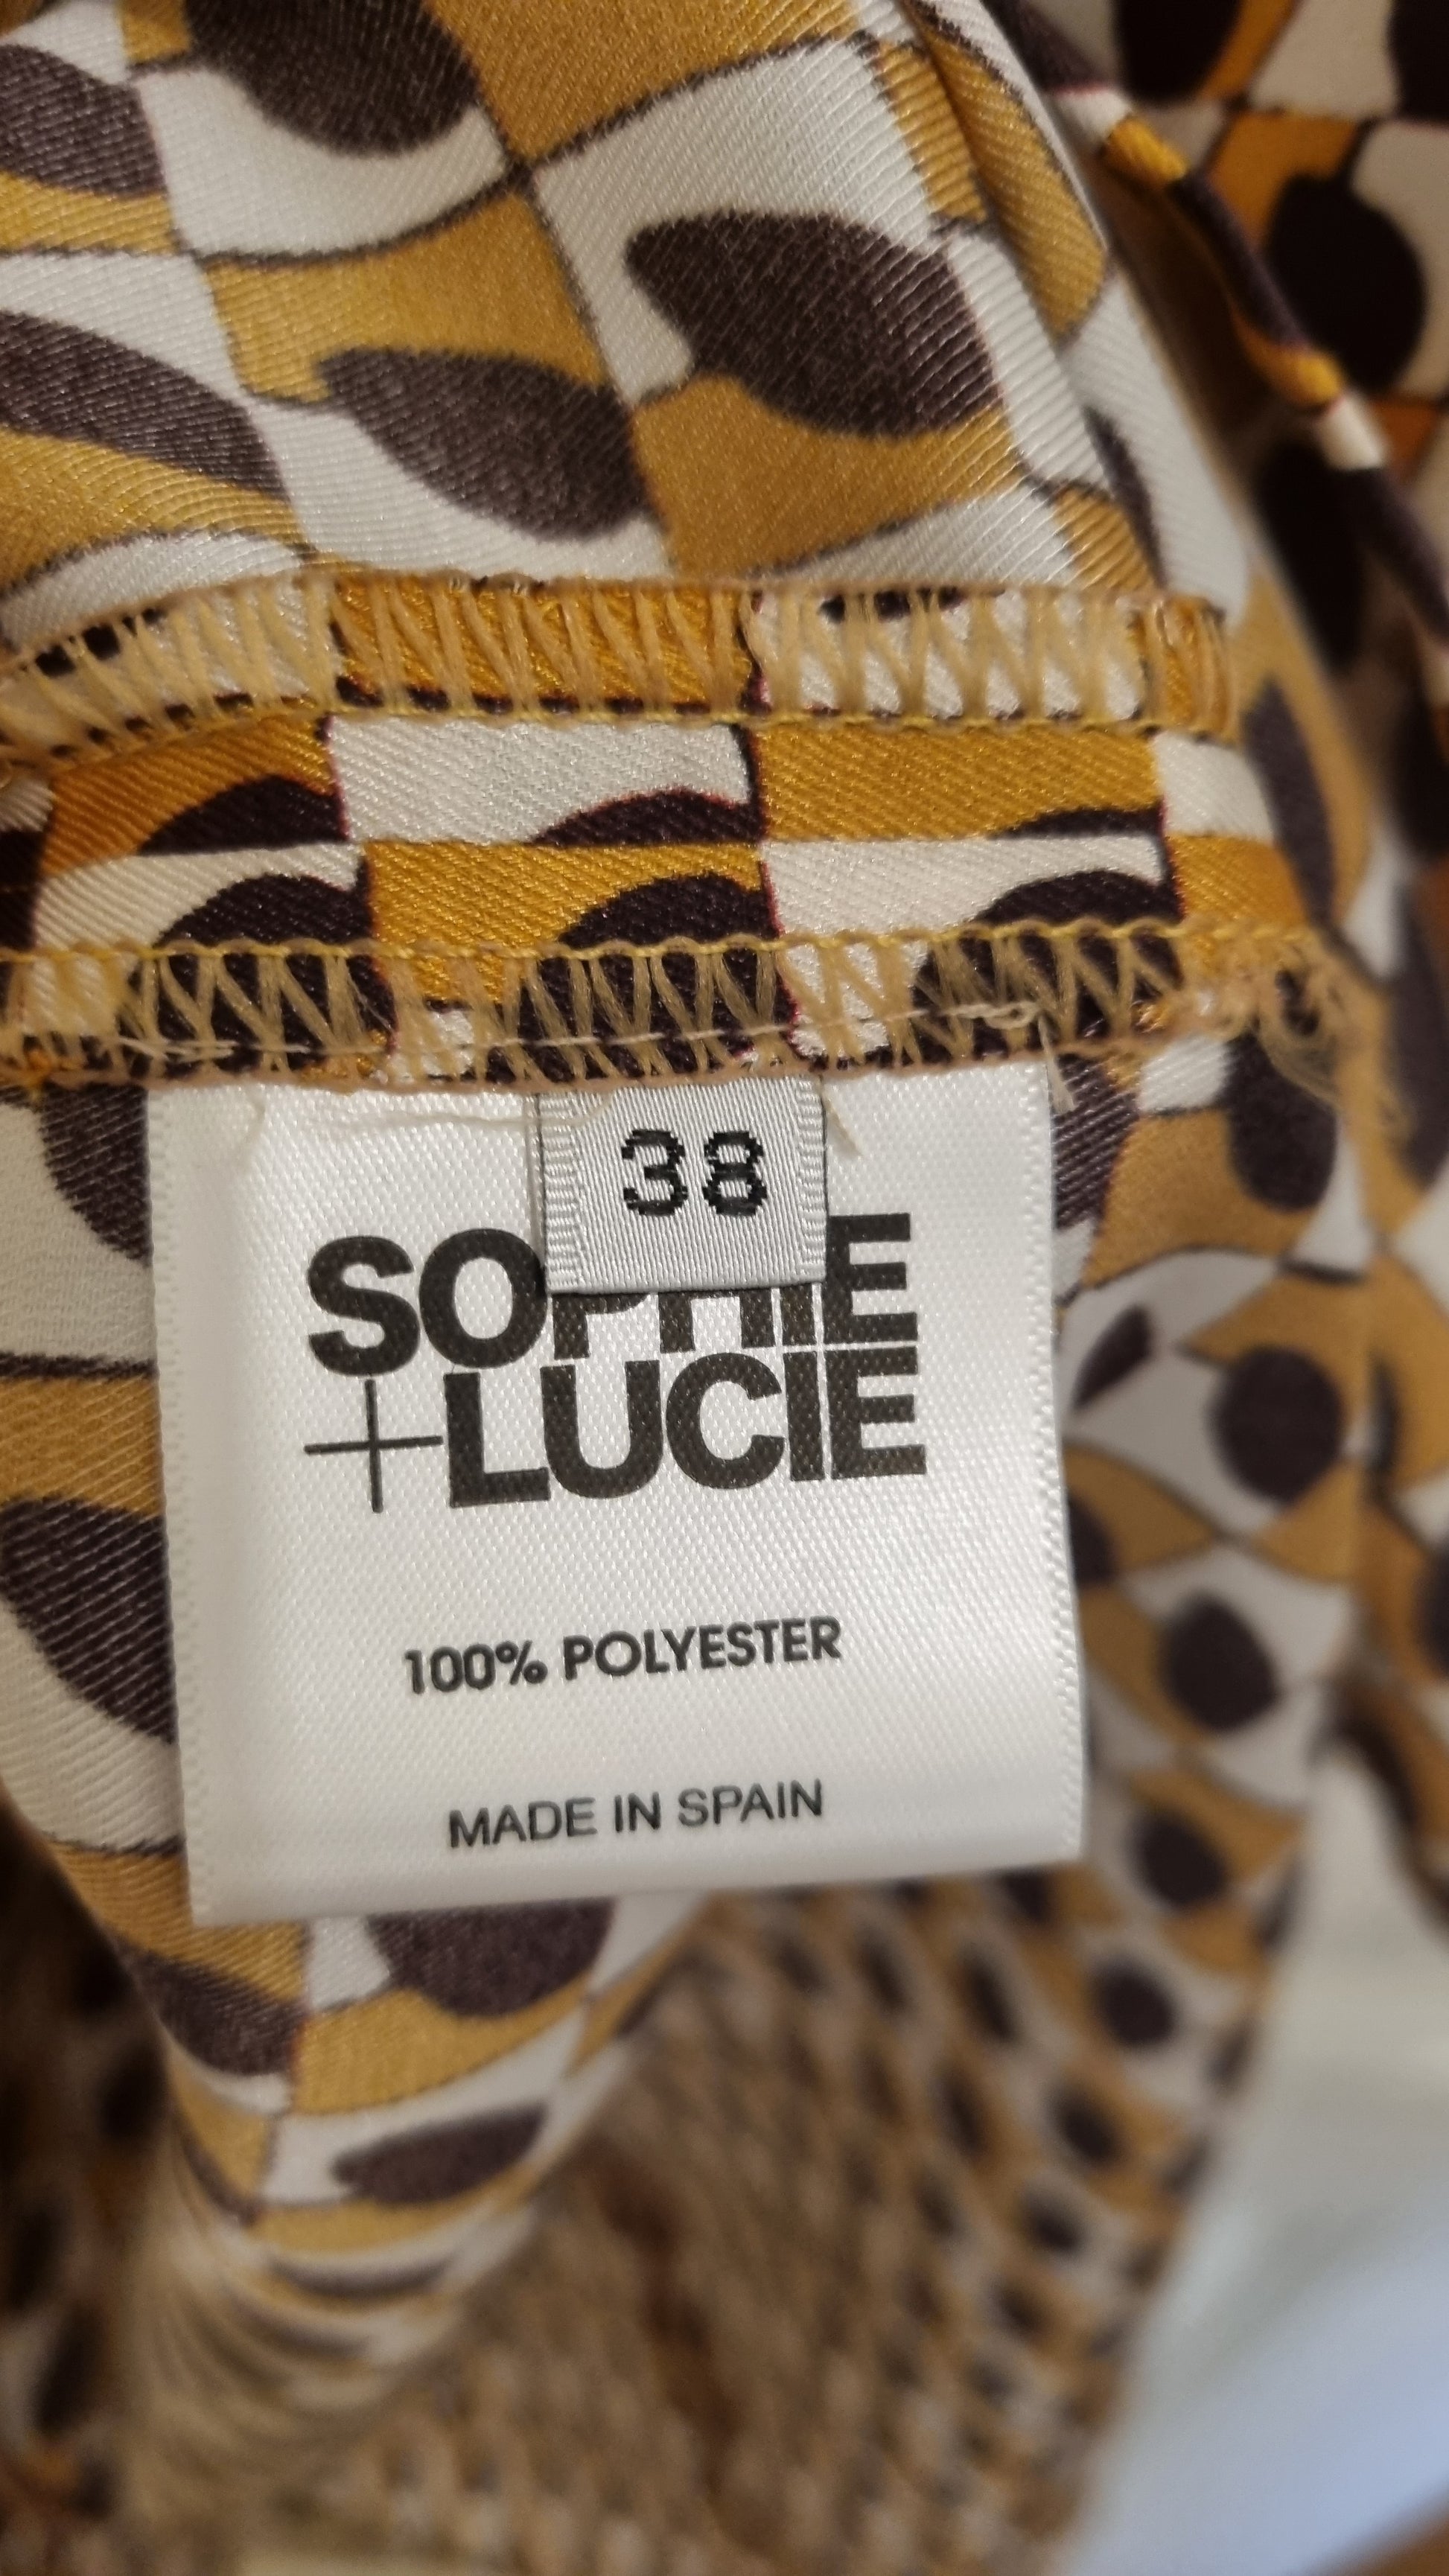 38
SOPHIE
+LUCIE
100% POLYESTER
MADE IN SPAIN